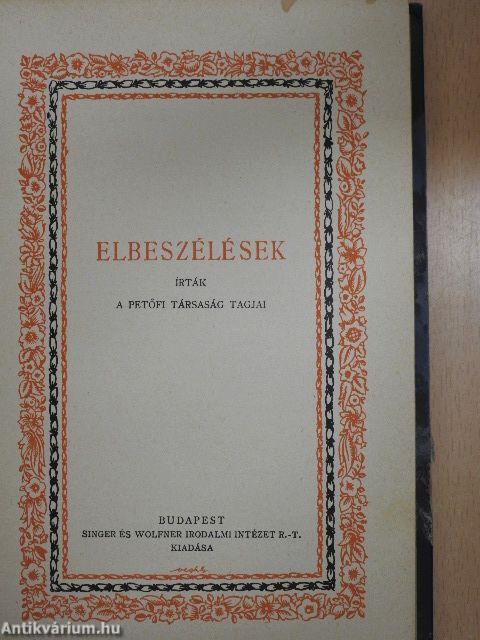 ELBESZÉLÉSEK
ÍRTÁK
A PETŐFI TÁRSASÁG TAGJAI
BUDAPEST
SINGER ÉS WOLFNER IRODALMI INTÉZET R.-T.
KIADÁSA
Antikvárium.hu